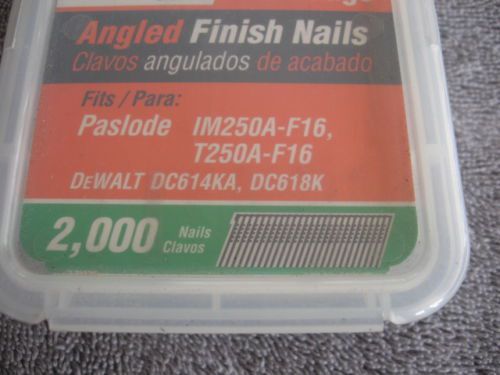 Angled Finish Nails
Clavos angulados de acabado
Fits / Para:
Paslode IM250A-F16,
T250A-F16
DEWALT DC614KA, DC618K
2,000 Nails
Clavos